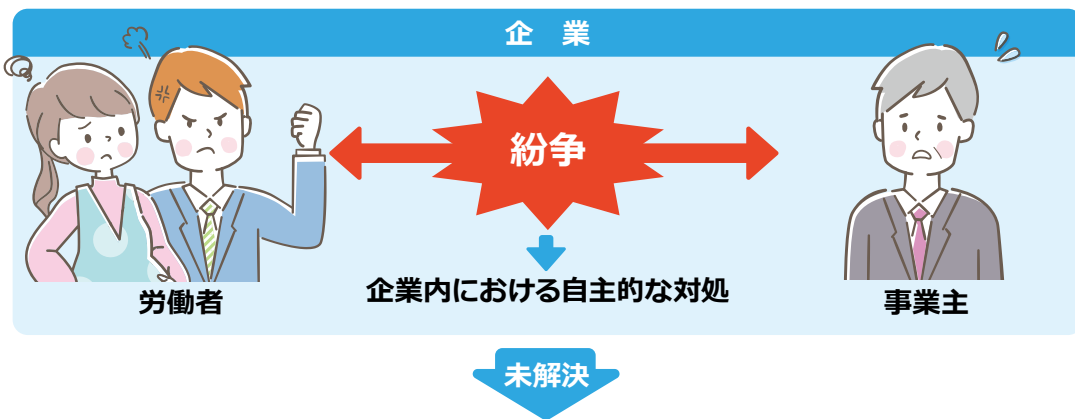 企　業
紛争
労働者
企業内における自主的な対処
事業主
未解決